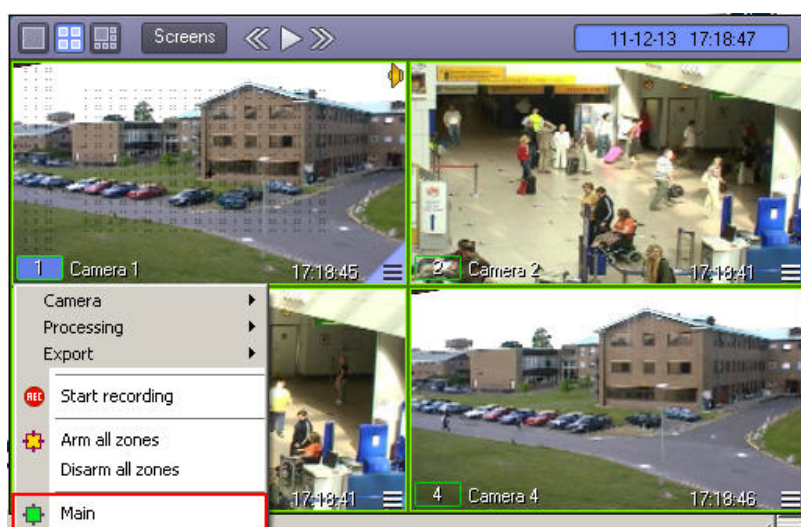 Screens 11-12-13 17:18:47
1 Camera 1 17:18:45
2 Camera 2 17:18:41
Camera
Processing
Export
REC Start recording
Arm all zones
Disarm all zones
Main
17:18:41
4 Camera 4 17:18:46